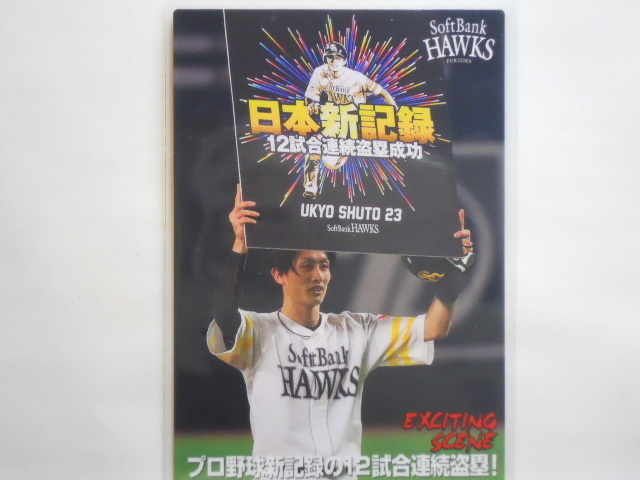 SoftBank
HAWKS
FUKUOKA
日本新記録
12試合連続盗塁成功
UKYO SHUTO 23
SoftBank HAWKS
SoftBank
HAWKS
EXCITING
SCENE
プロ野球新記録の12試合連続盗塁!